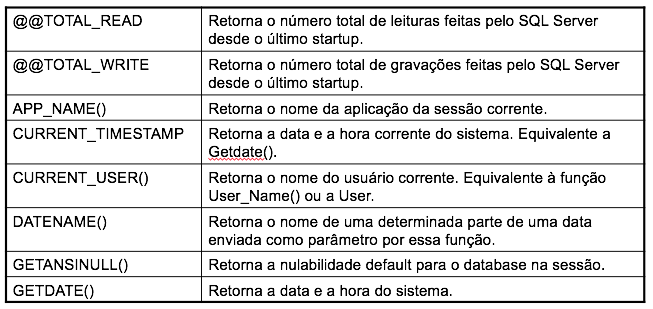 @@TOTAL_READ Retorna o número total de leituras feitas pelo SQL Server
desde o último startup.
@@TOTAL_WRITE Retorna o número total de gravações feitas pelo SQL Server
desde o último startup.
APP_NAME() Retorna o nome da aplicação da sessão corrente.
CURRENT_TIMESTAMP Retorna a data e a hora corrente do sistema. Equivalente a
Getdate().
CURRENT_USER() Retorna o nome do usuário corrente. Equivalente à função
User_Name() ou a User.
DATENAME() Retorna o nome de uma determinada parte de uma data
enviada como parâmetro por essa função.
GETANSINULL() Retorna a nulabilidade default para o database na sessão.
GETDATE() Retorna a data e a hora do sistema.